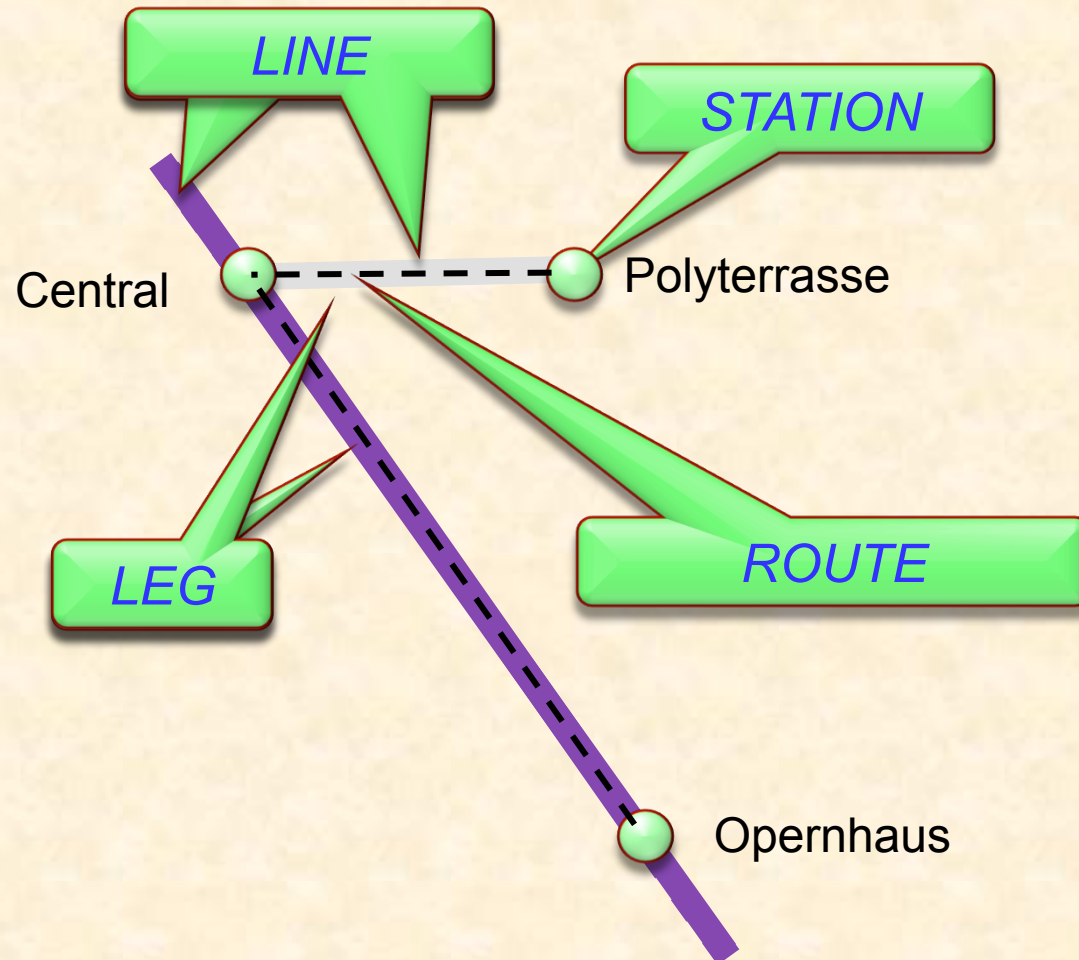 LINE
STATION
Central
Polyterrasse
LEG
ROUTE
Opernhaus